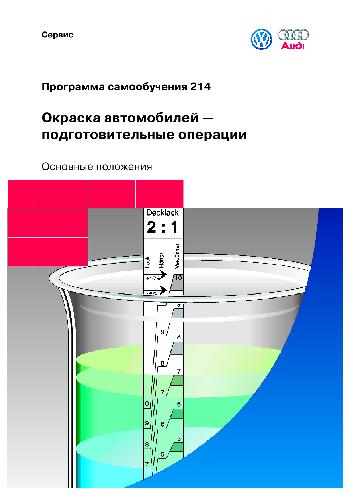 Сервис
Audi
Программа самообучения 214
Окраска автомобилей —
подготовительные операции
Основные положения
Decklack
2 : 1